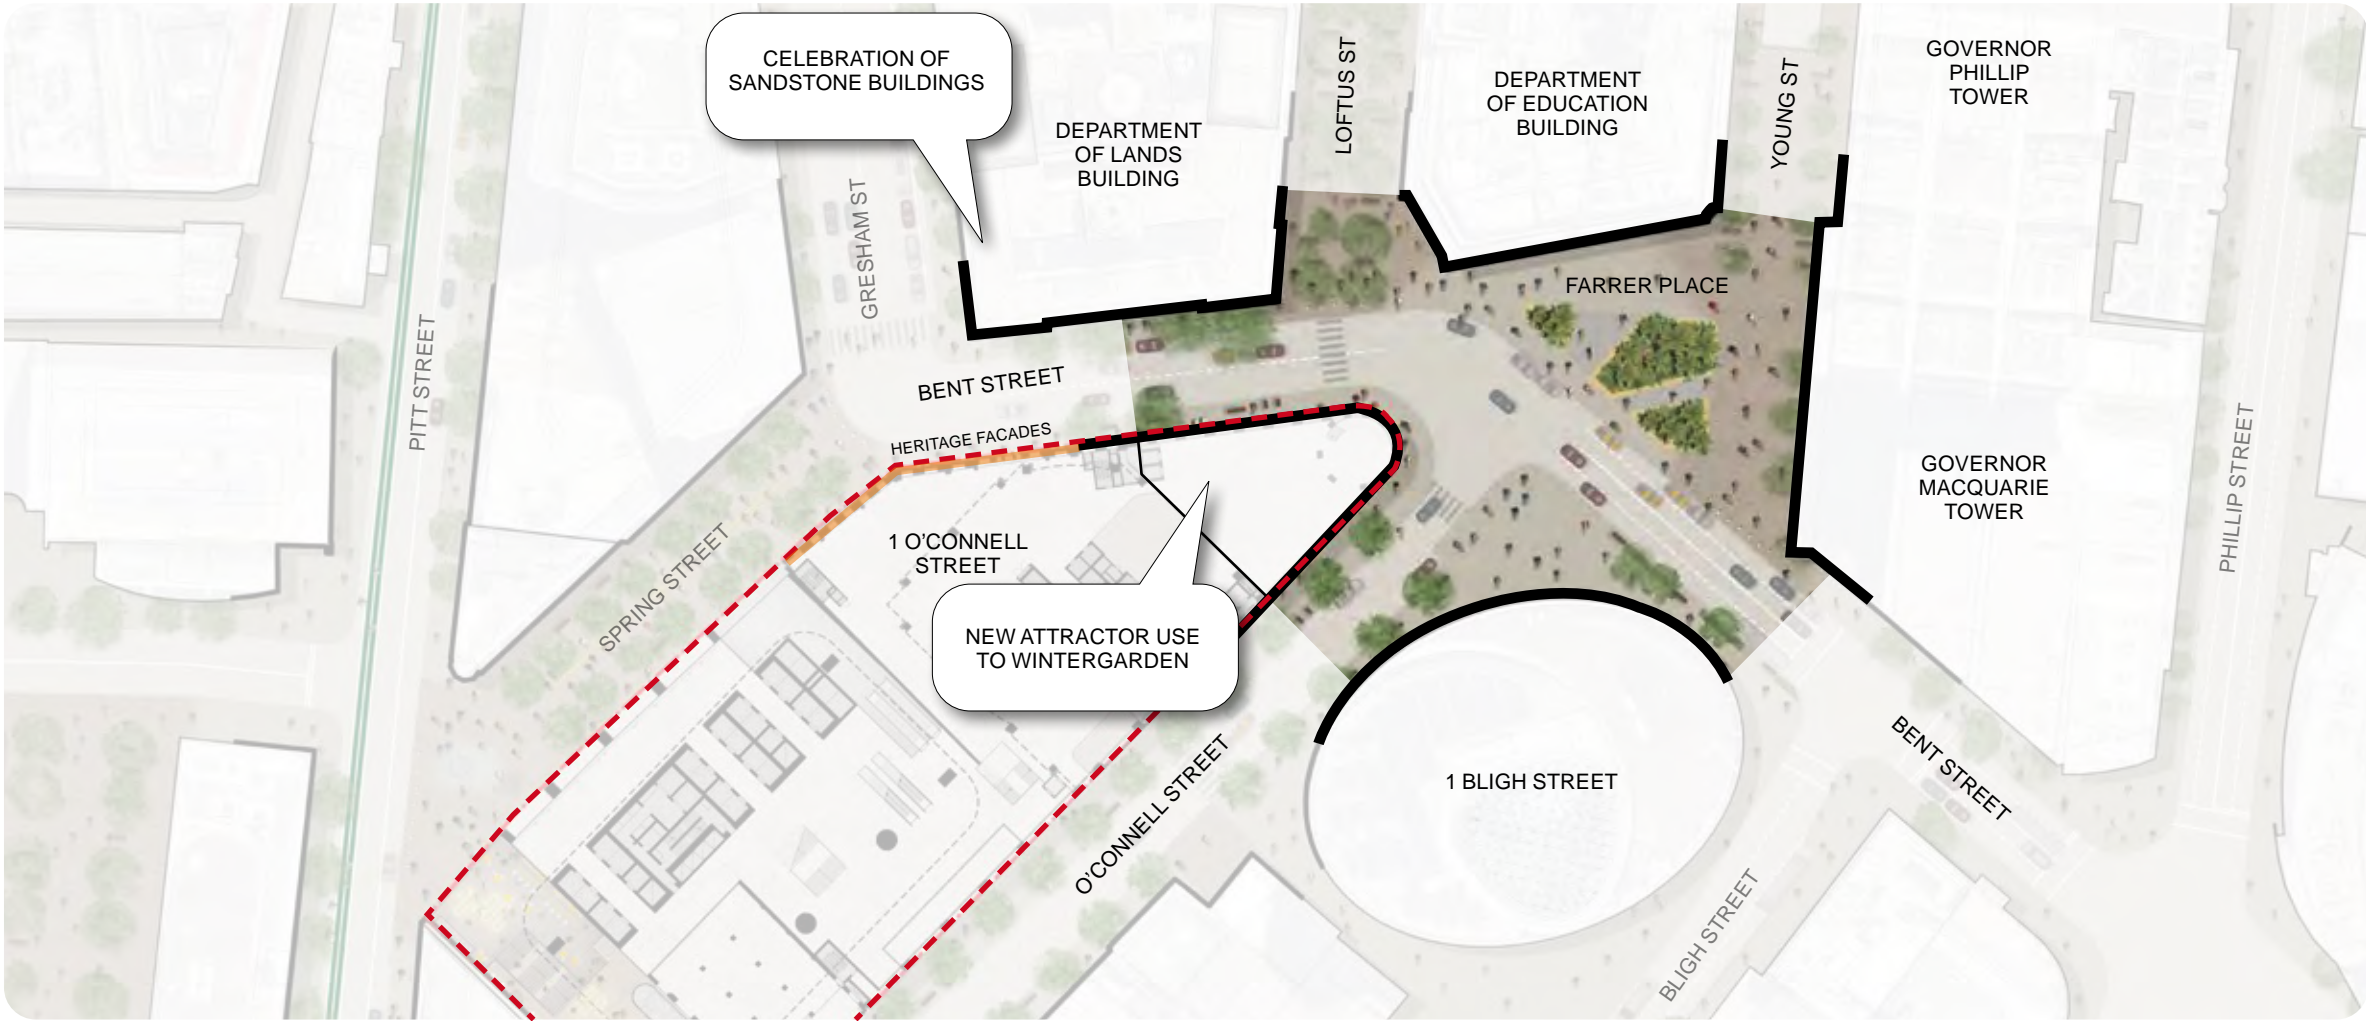 CELEBRATION OF
SANDSTONE BUILDINGS
DEPARTMENT
OF LANDS
BUILDING
LOFTUS ST
DEPARTMENT
OF EDUCATION
BUILDING
YOUNG ST
GOVERNOR
PHILLIP
TOWER
GRESHAM ST
FARRER PLACE
PITT STREET
BENT STREET
HERITAGE FACADES
GOVERNOR
MACQUARIE
TOWER
PHILLIP STREET
1 O'CONNELL
STREET
SPRING STREET
NEW ATTRACTOR USE
TO WINTERGARDEN
O'CONNELL STREET
1 BLIGH STREET
BENT STREET
BLIGH STREET